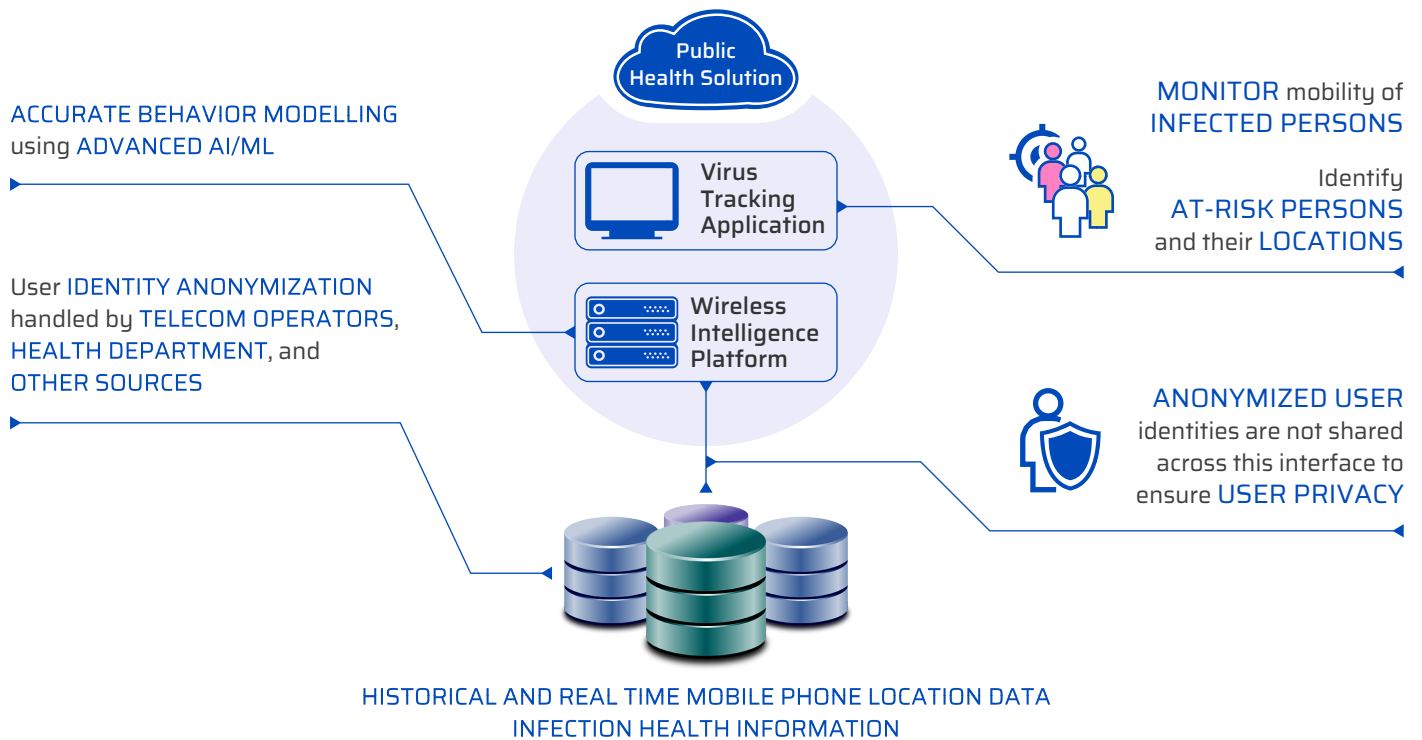 Public
Health Solution
ACCURATE BEHAVIOR MODELLING
using ADVANCED AI/ML
User IDENTITY ANONYMIZATION
handled by TELECOM OPERATORS,
HEALTH DEPARTMENT, and
OTHER SOURCES
Virus
Tracking
Application
Wireless
Intelligence
Platform
MONITOR mobility of
INFECTED PERSONS
Identify
AT-RISK PERSONS
and their LOCATIONS
ANONYMIZED USER
identities are not shared
across this interface to
ensure USER PRIVACY
HISTORICAL AND REAL TIME MOBILE PHONE LOCATION DATA
INFECTION HEALTH INFORMATION